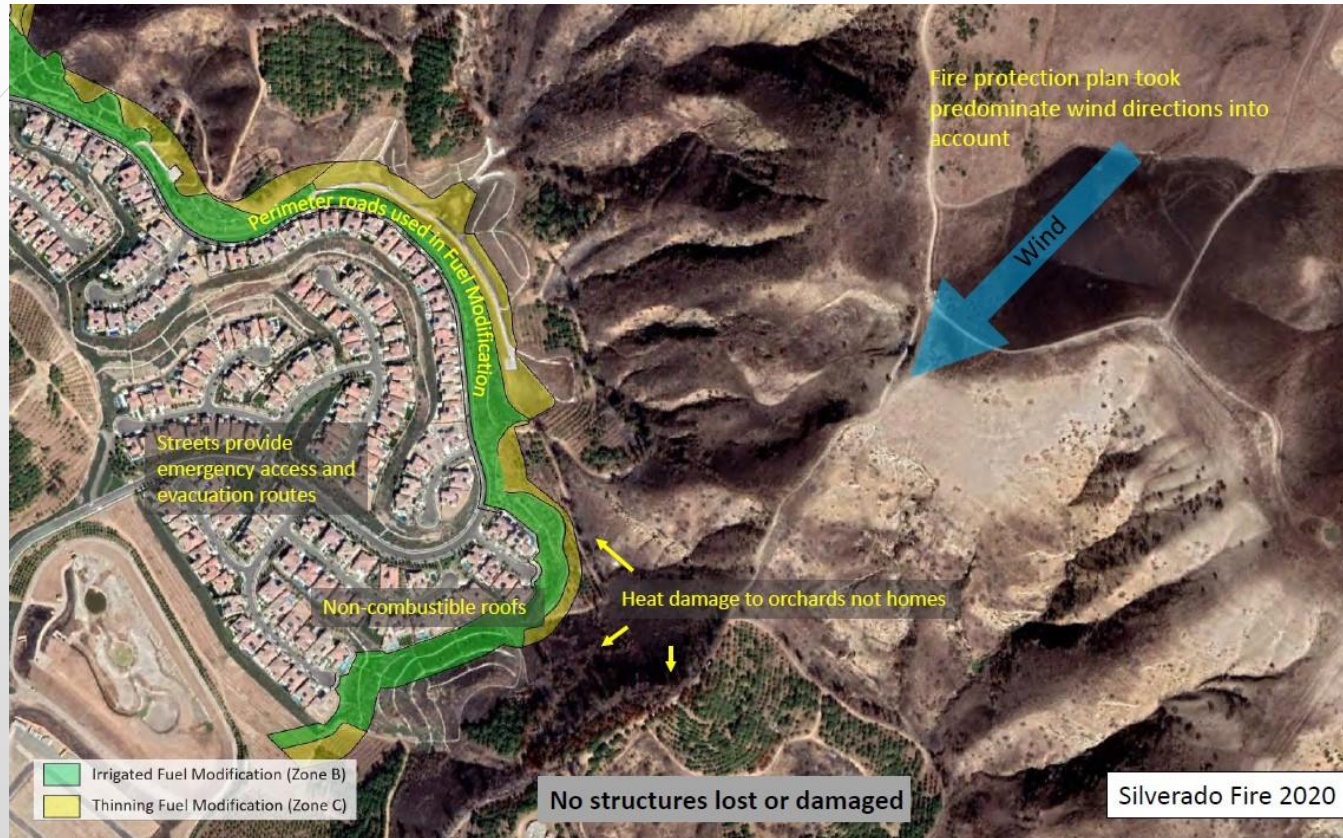 Fire protection plan took
predominate wind directions into
account
Wind
Perimeter roads used in Fuel Modification
Streets provide
emergency access and
evacuation routes
Non-combustible roofs
Heat damage to orchards not homes
Irrigated Fuel Modification (Zone B)
Thinning Fuel Modification (Zone C)
No structures lost or damaged
Silverado Fire 2020